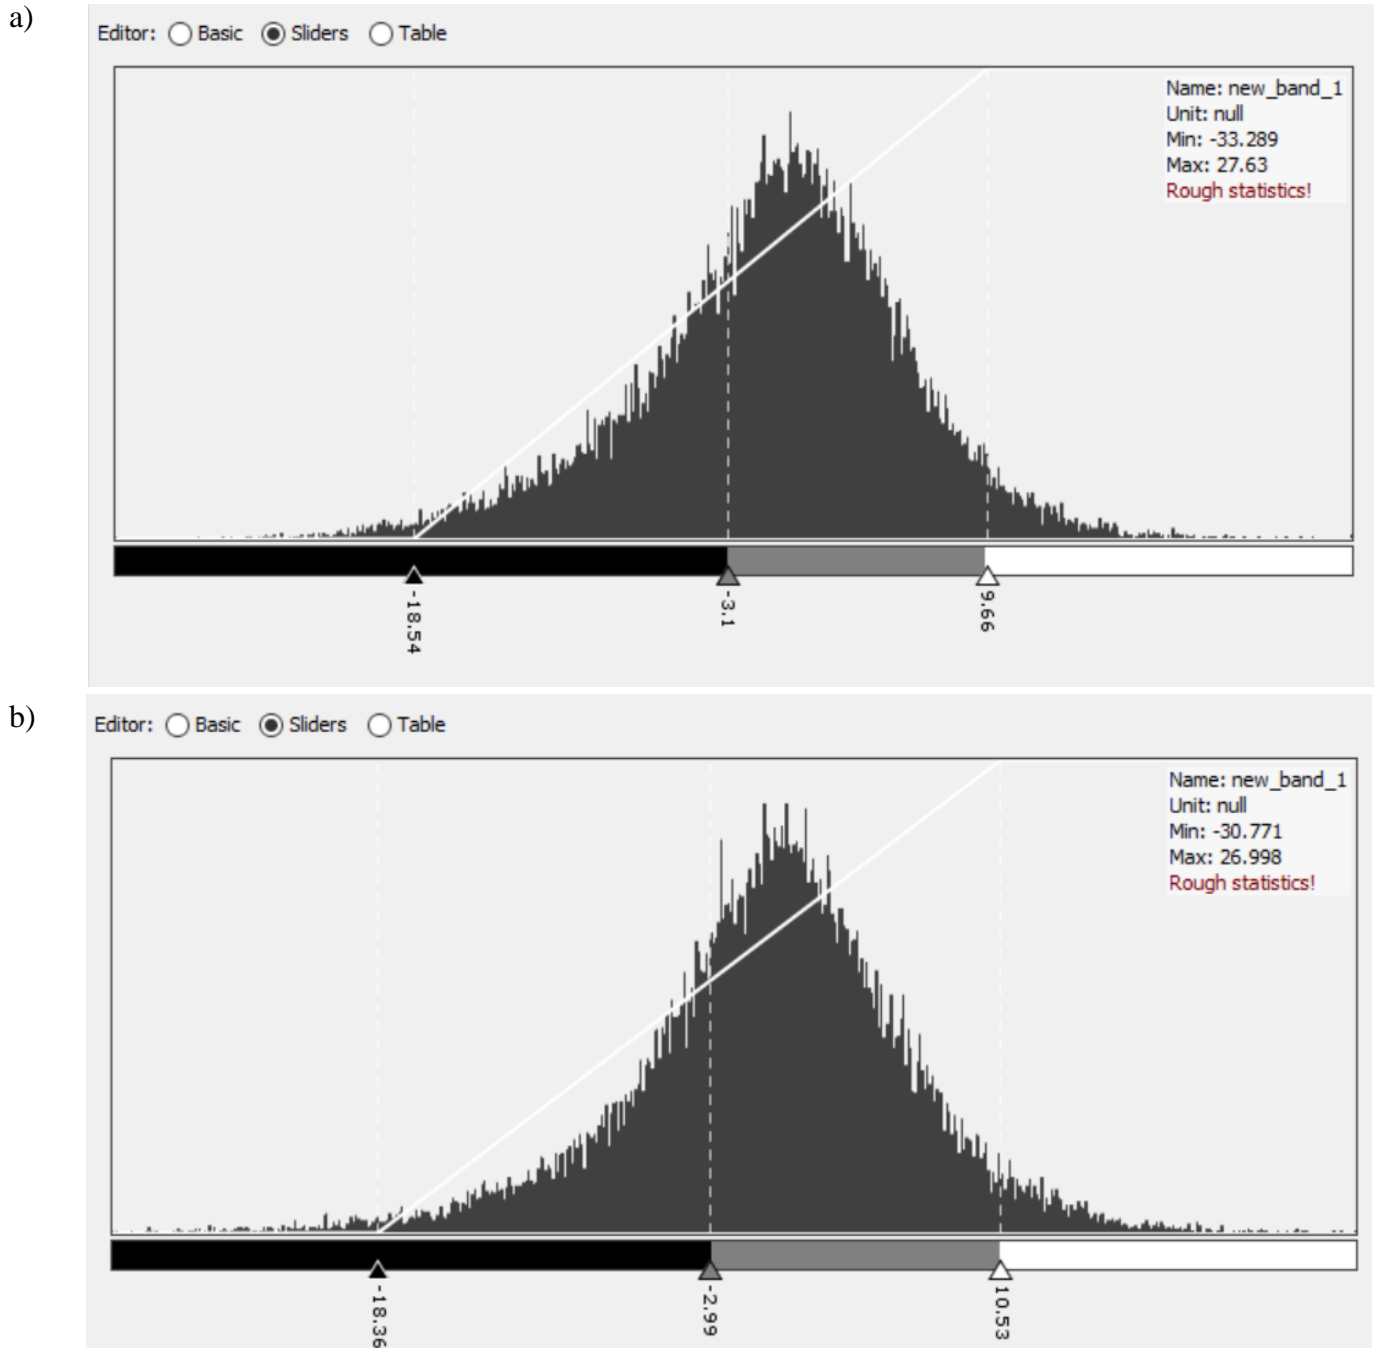 a)
Editor: Basic Sliders Table
Name: new_band_1
Unit: null
Min: -33.289
Max: 27.63
Rough statistics!
-18.54
-3.1
9.66
b)
Editor: Basic Sliders Table
Name: new_band_1
Unit: null
Min: -30.771
Max: 26.998
Rough statistics!
-18.36
-2.99
10.53